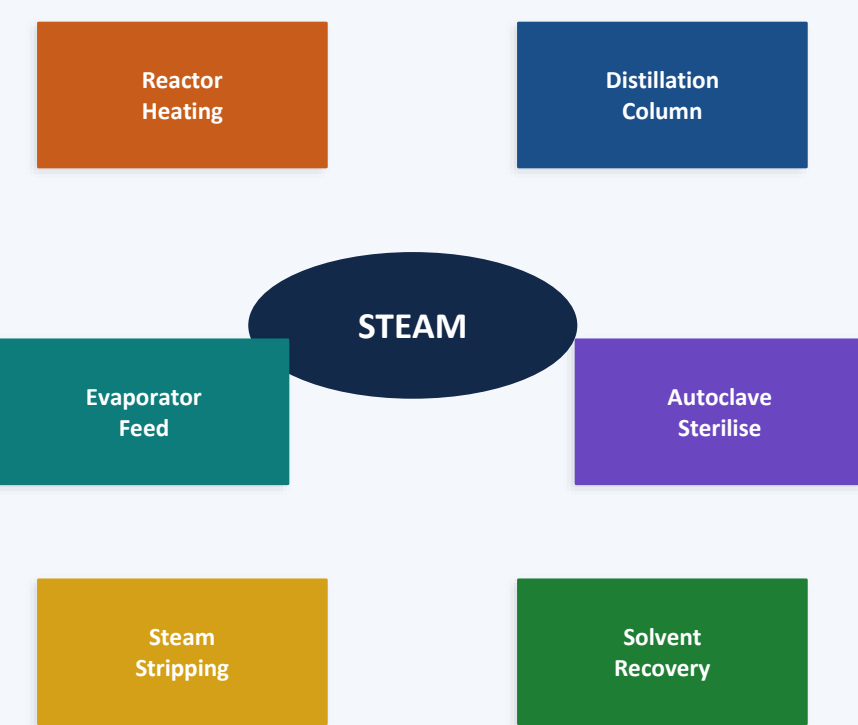 Reactor
Heating
Distillation
Column
STEAM
Evaporator
Feed
Autoclave
Sterilise
Steam
Stripping
Solvent
Recovery